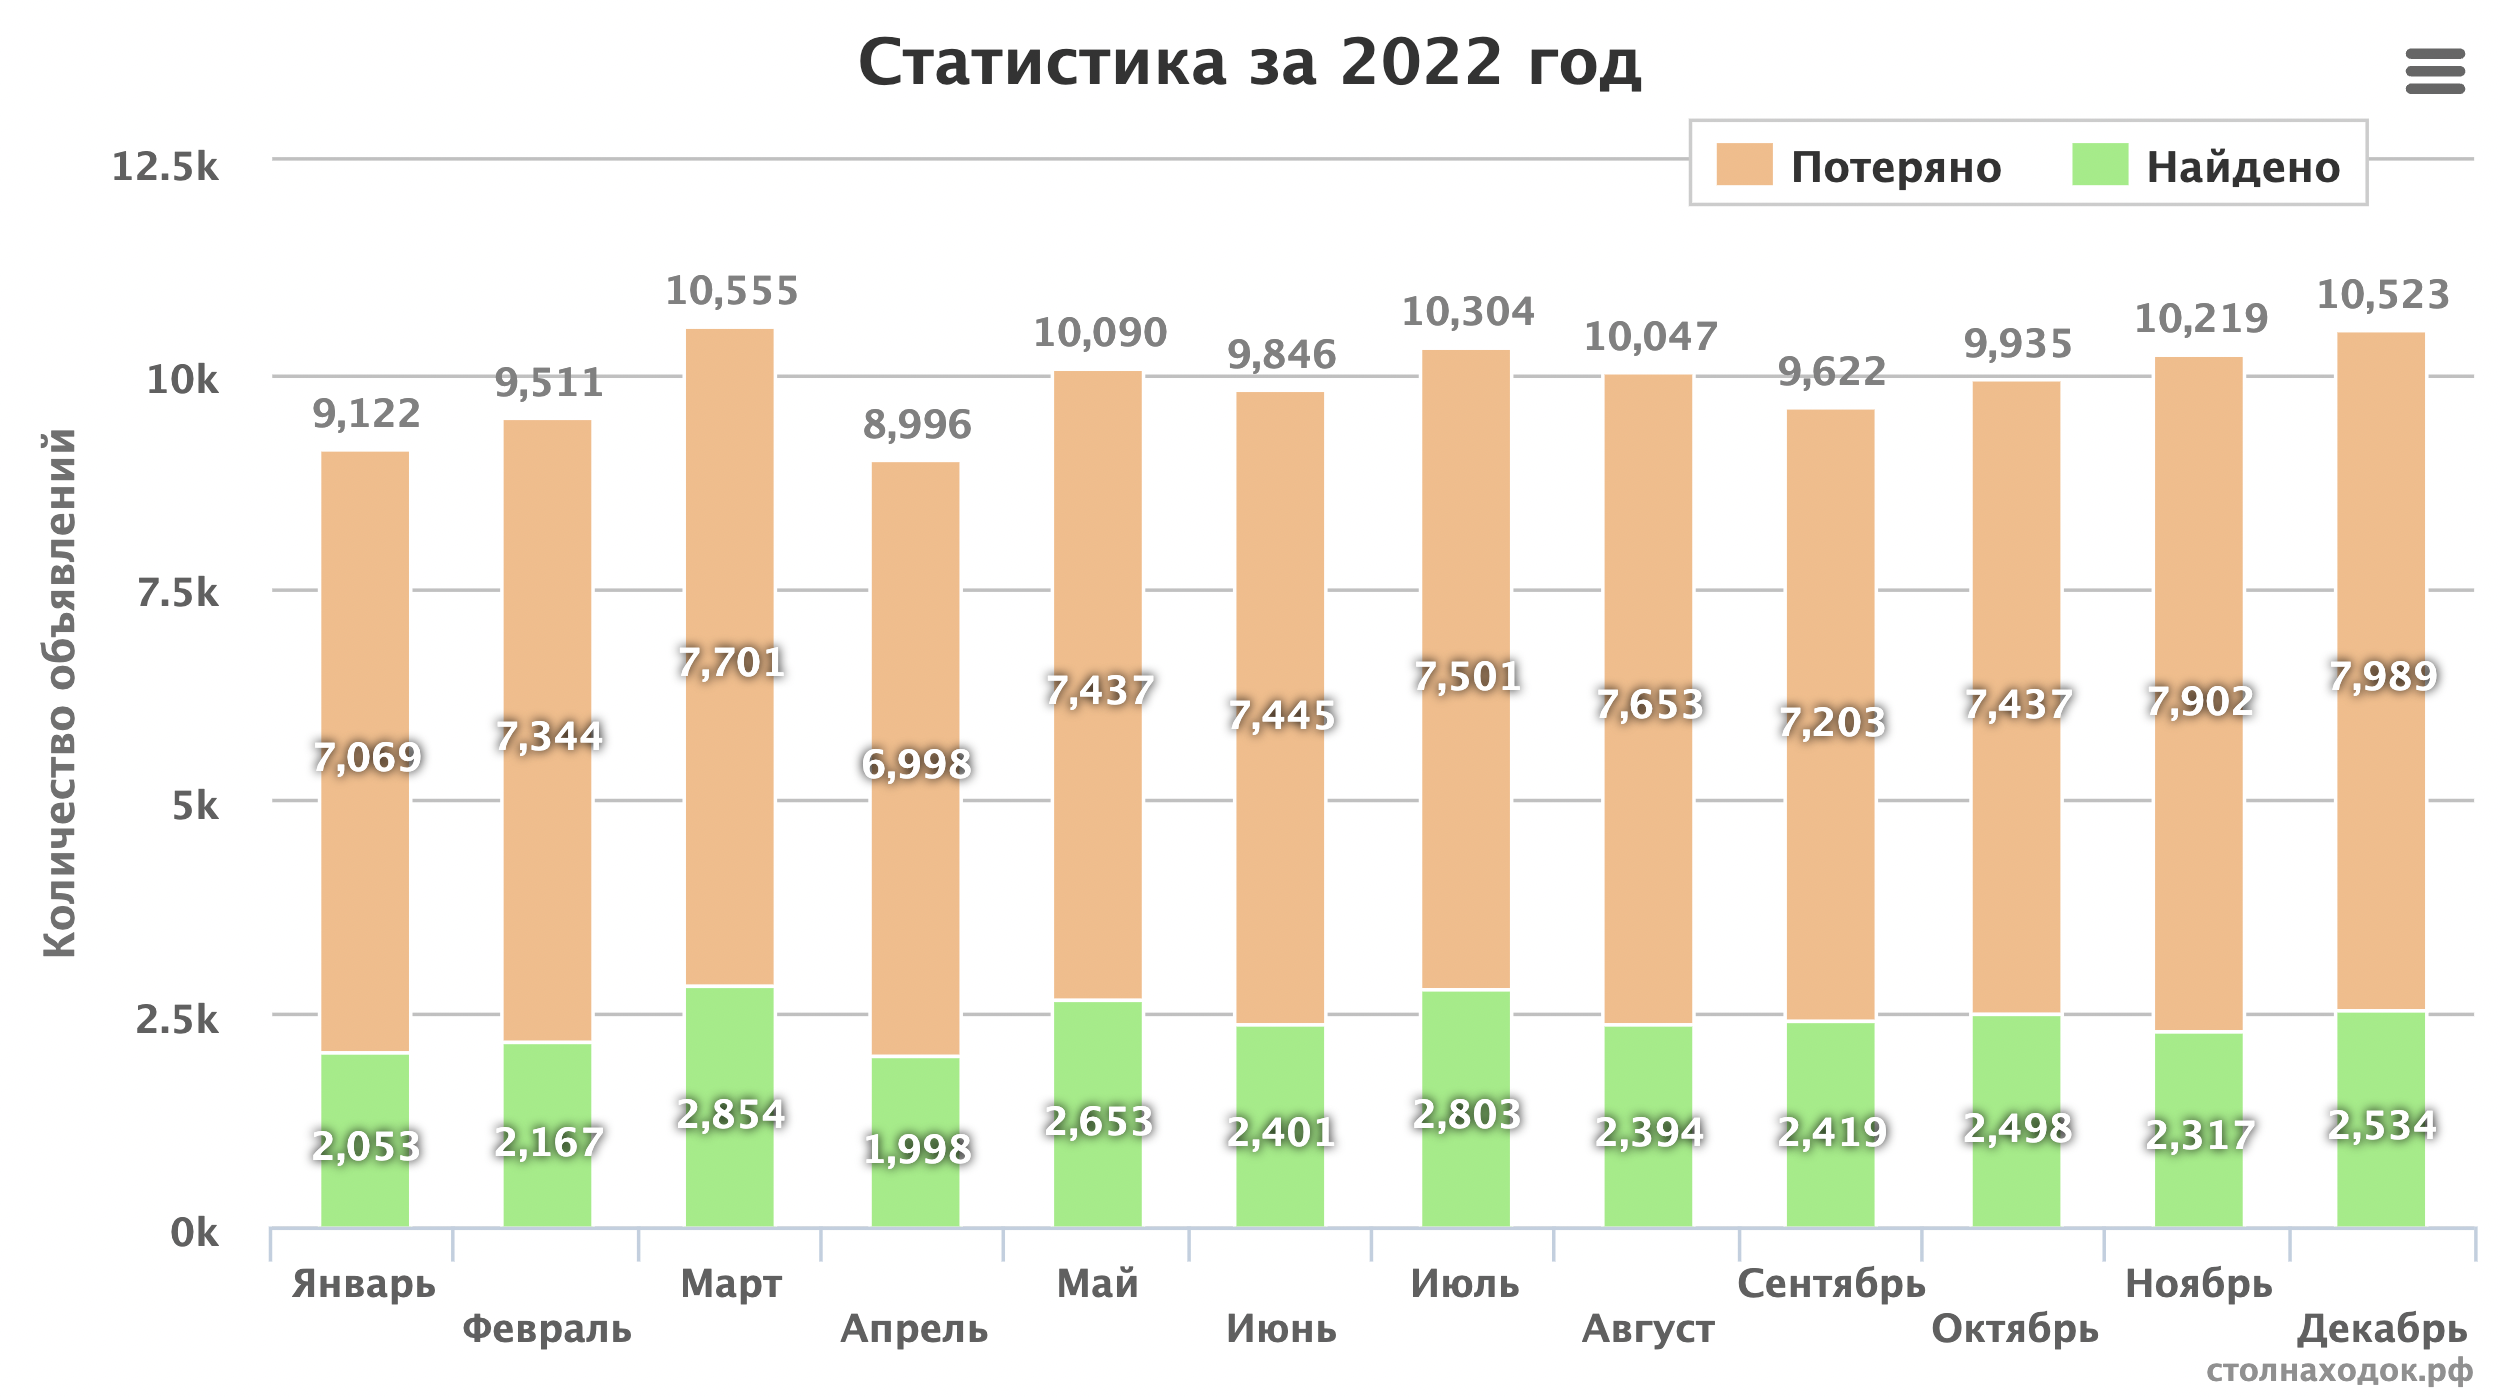 Статистика за 2022 год
Потеряно
Найдено
Количество объявлений
12.5k
10k
7.5k
5k
2.5k
0k
9,122
9,511
10,555
8,996
10,090
9,846
10,304
10,047
9,622
9,935
10,219
10,523
7,069
7,344
7,701
6,998
7,437
7,445
7,501
7,653
7,203
7,437
7,902
7,989
2,053
2,167
2,854
1,998
2,653
2,401
2,803
2,394
2,419
2,498
2,317
2,534
Январь
Февраль
Март
Апрель
Май
Июнь
Июль
Август
Сентябрь
Октябрь
Ноябрь
Декабрь
столнаходок.рф